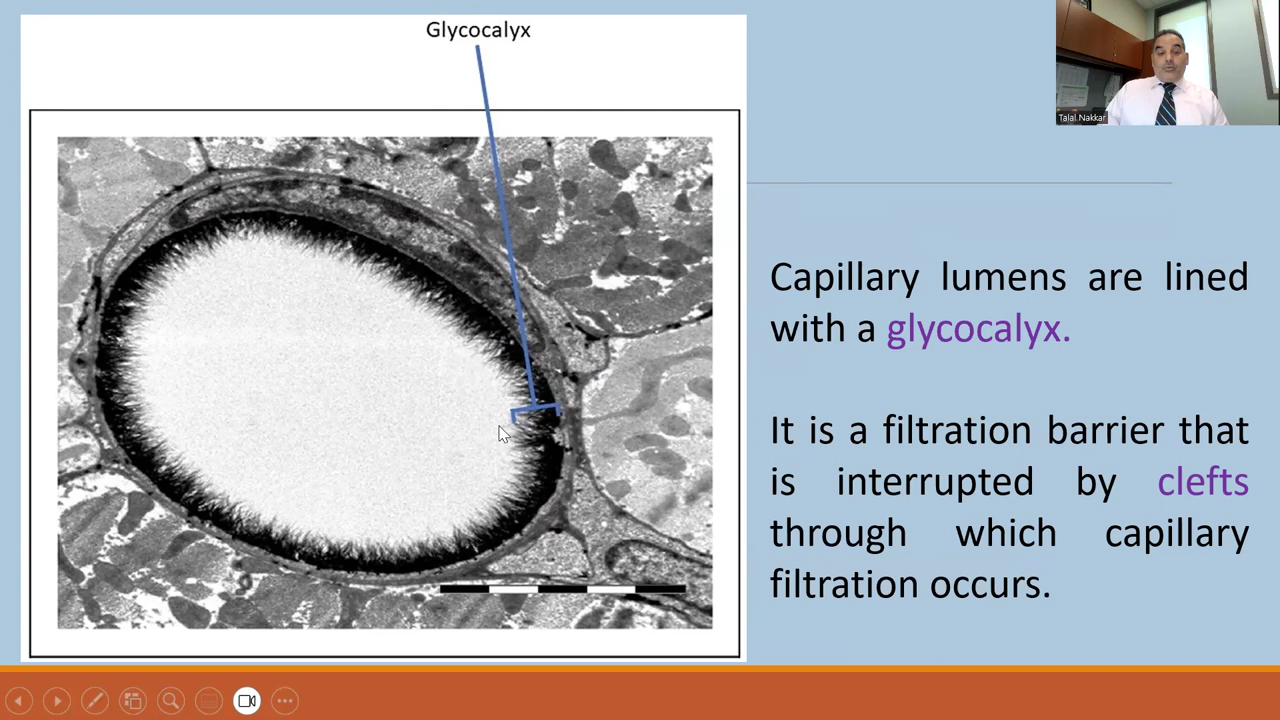 Glycocalyx
Talal Nakkar
Capillary lumens are lined
with a glycocalyx.
It is a filtration barrier that
is interrupted by clefts
through which capillary
filtration occurs.